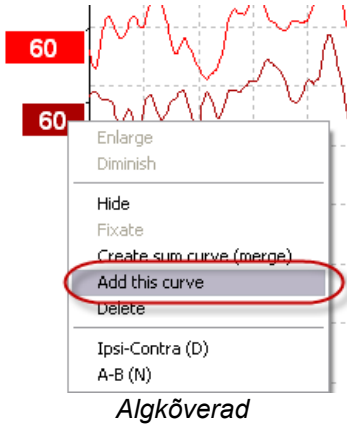 60
60
Enlarge
Diminish
Hide
Fixate
Create sum curve (merge)
Add this curve
Delete
Ipsi-Contra (D)
A-B (N)
Algkõverad